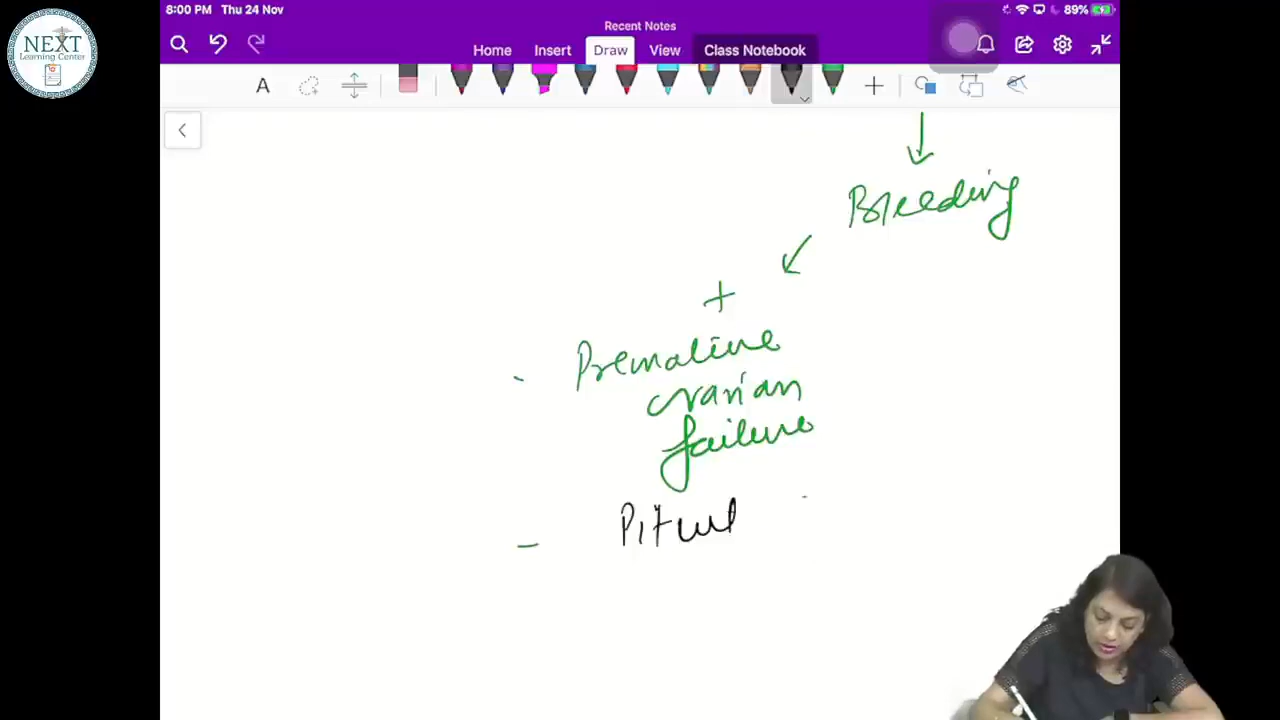 8:00 PM Thu 24 Nov
Recent Notes
89%
NEXT
Learning Center
Home Insert Draw View Class Notebook
A
Bleeding
+
Premature
ovarian
failure
- Pituit